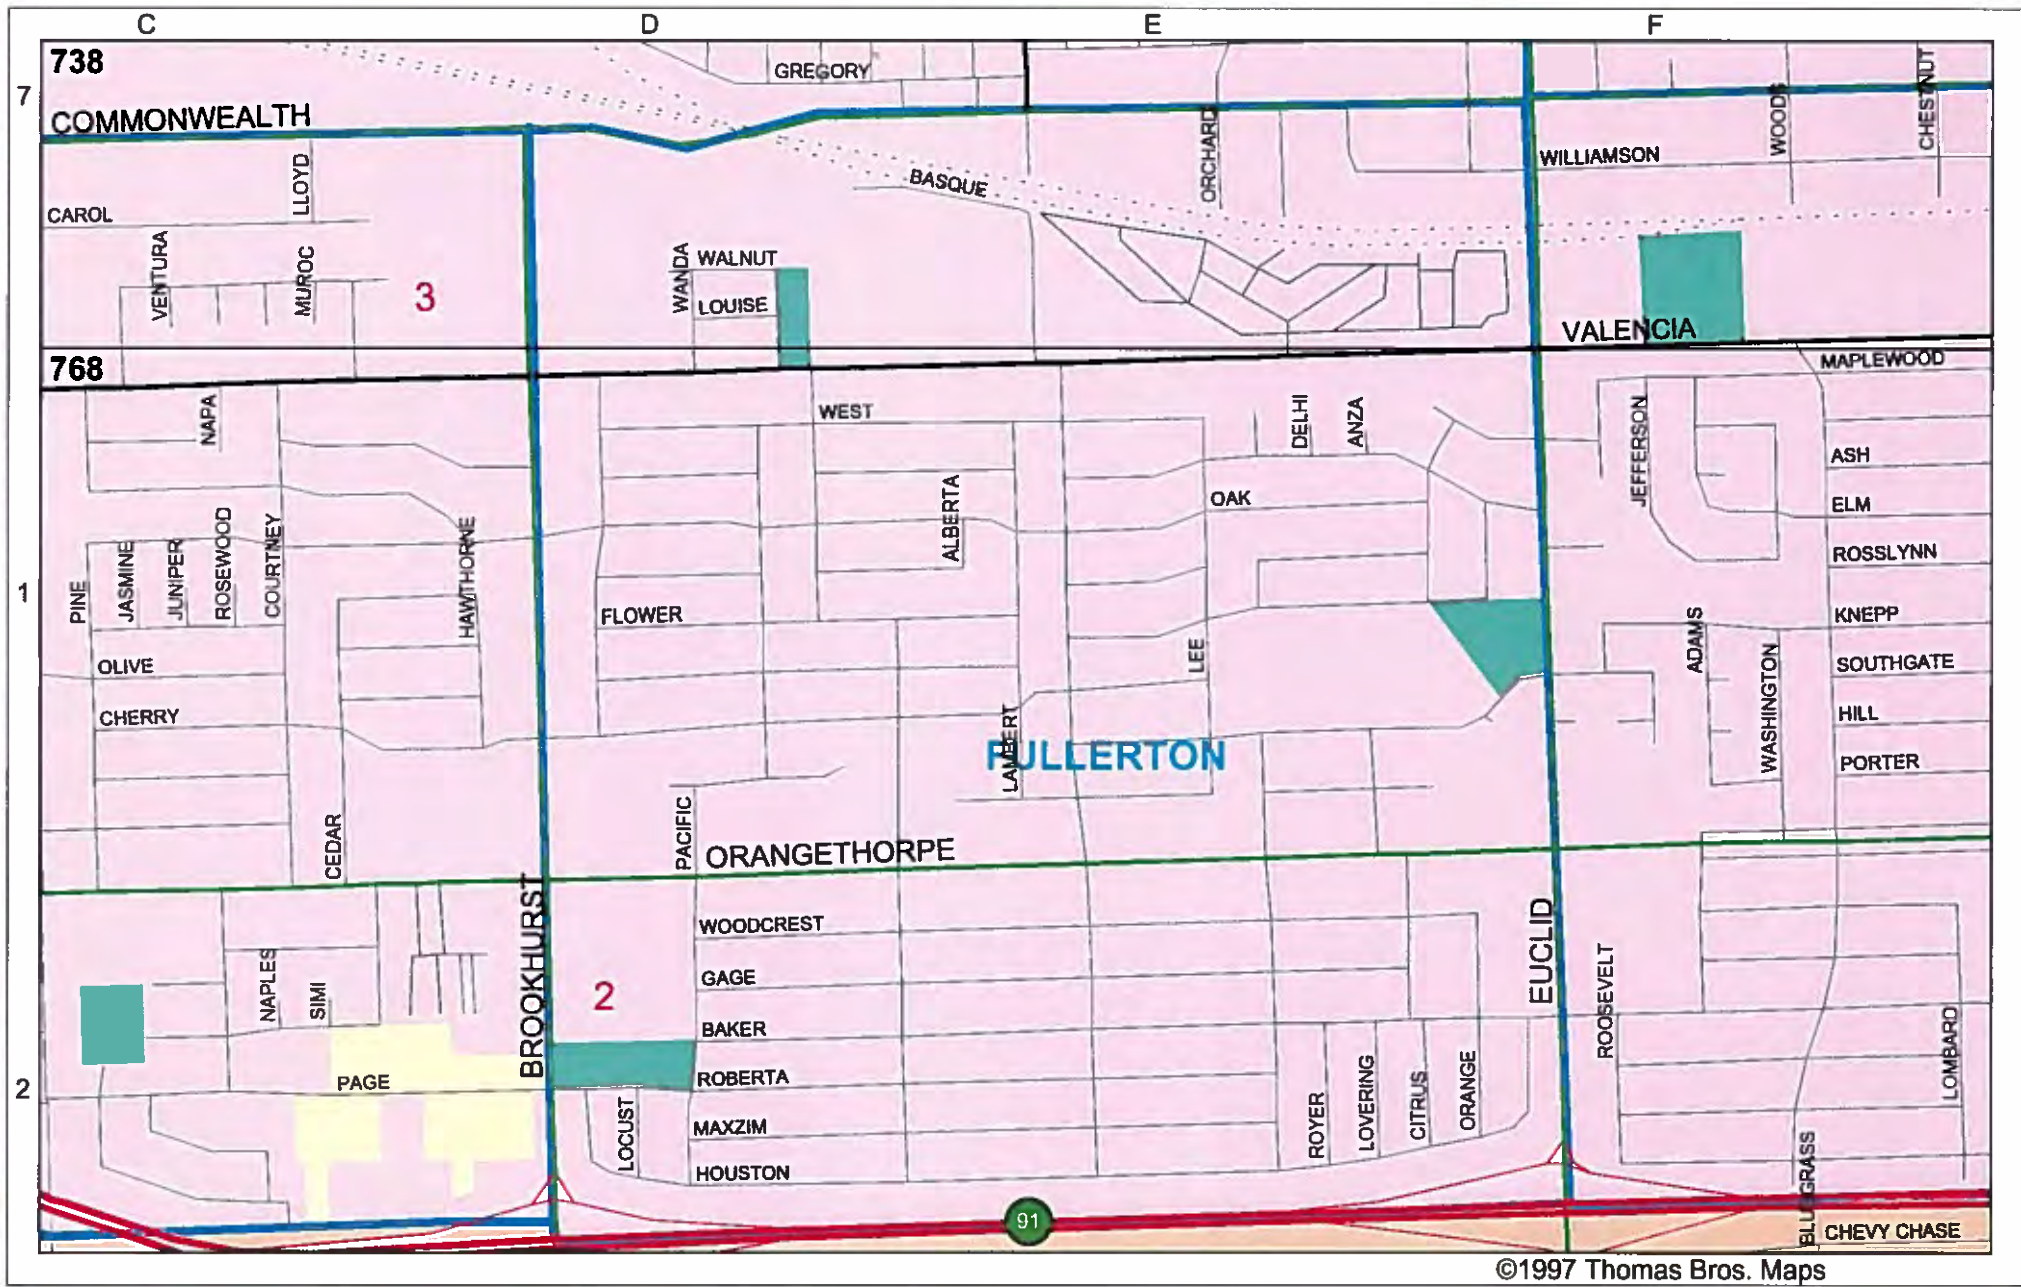 C D E F
738
7
GREGORY
COMMONWEALTH
LLOYD
ORCHARD
WOODS
CHESTNUT
WILLIAMSON
BASQUE
CAROL
VENTURA
MUROC
3
WANDA
WALNUT
LOUISE
VALENCIA
768
MAPLEWOOD
NAPA
WEST
DELHI
ANZA
JEFFERSON
ASH
ALBERTA
OAK
ELM
HAWTHORNE
ROSSLYNN
1
PINE
JASMINE
JUNIPER
ROSEWOOD
COURTNEY
FLOWER
KNEPP
LEE
ADAMS
WASHINGTON
OLIVE
SOUTHGATE
CHERRY
LAMBERT
HILL
FULLERTON
PORTER
CEDAR
PACIFIC
ORANGETHORPE
BROOKHURST
EUCLID
WOODCREST
NAPLES
SIMI
GAGE
2
ROOSEVELT
BAKER
LOMBARD
2
PAGE
ROBERTA
LOCUST
MAXZIM
ROYER
LOVERING
CITRUS
ORANGE
HOUSTON
BLUEGRASS
91
CHEVY CHASE
©1997 Thomas Bros. Maps